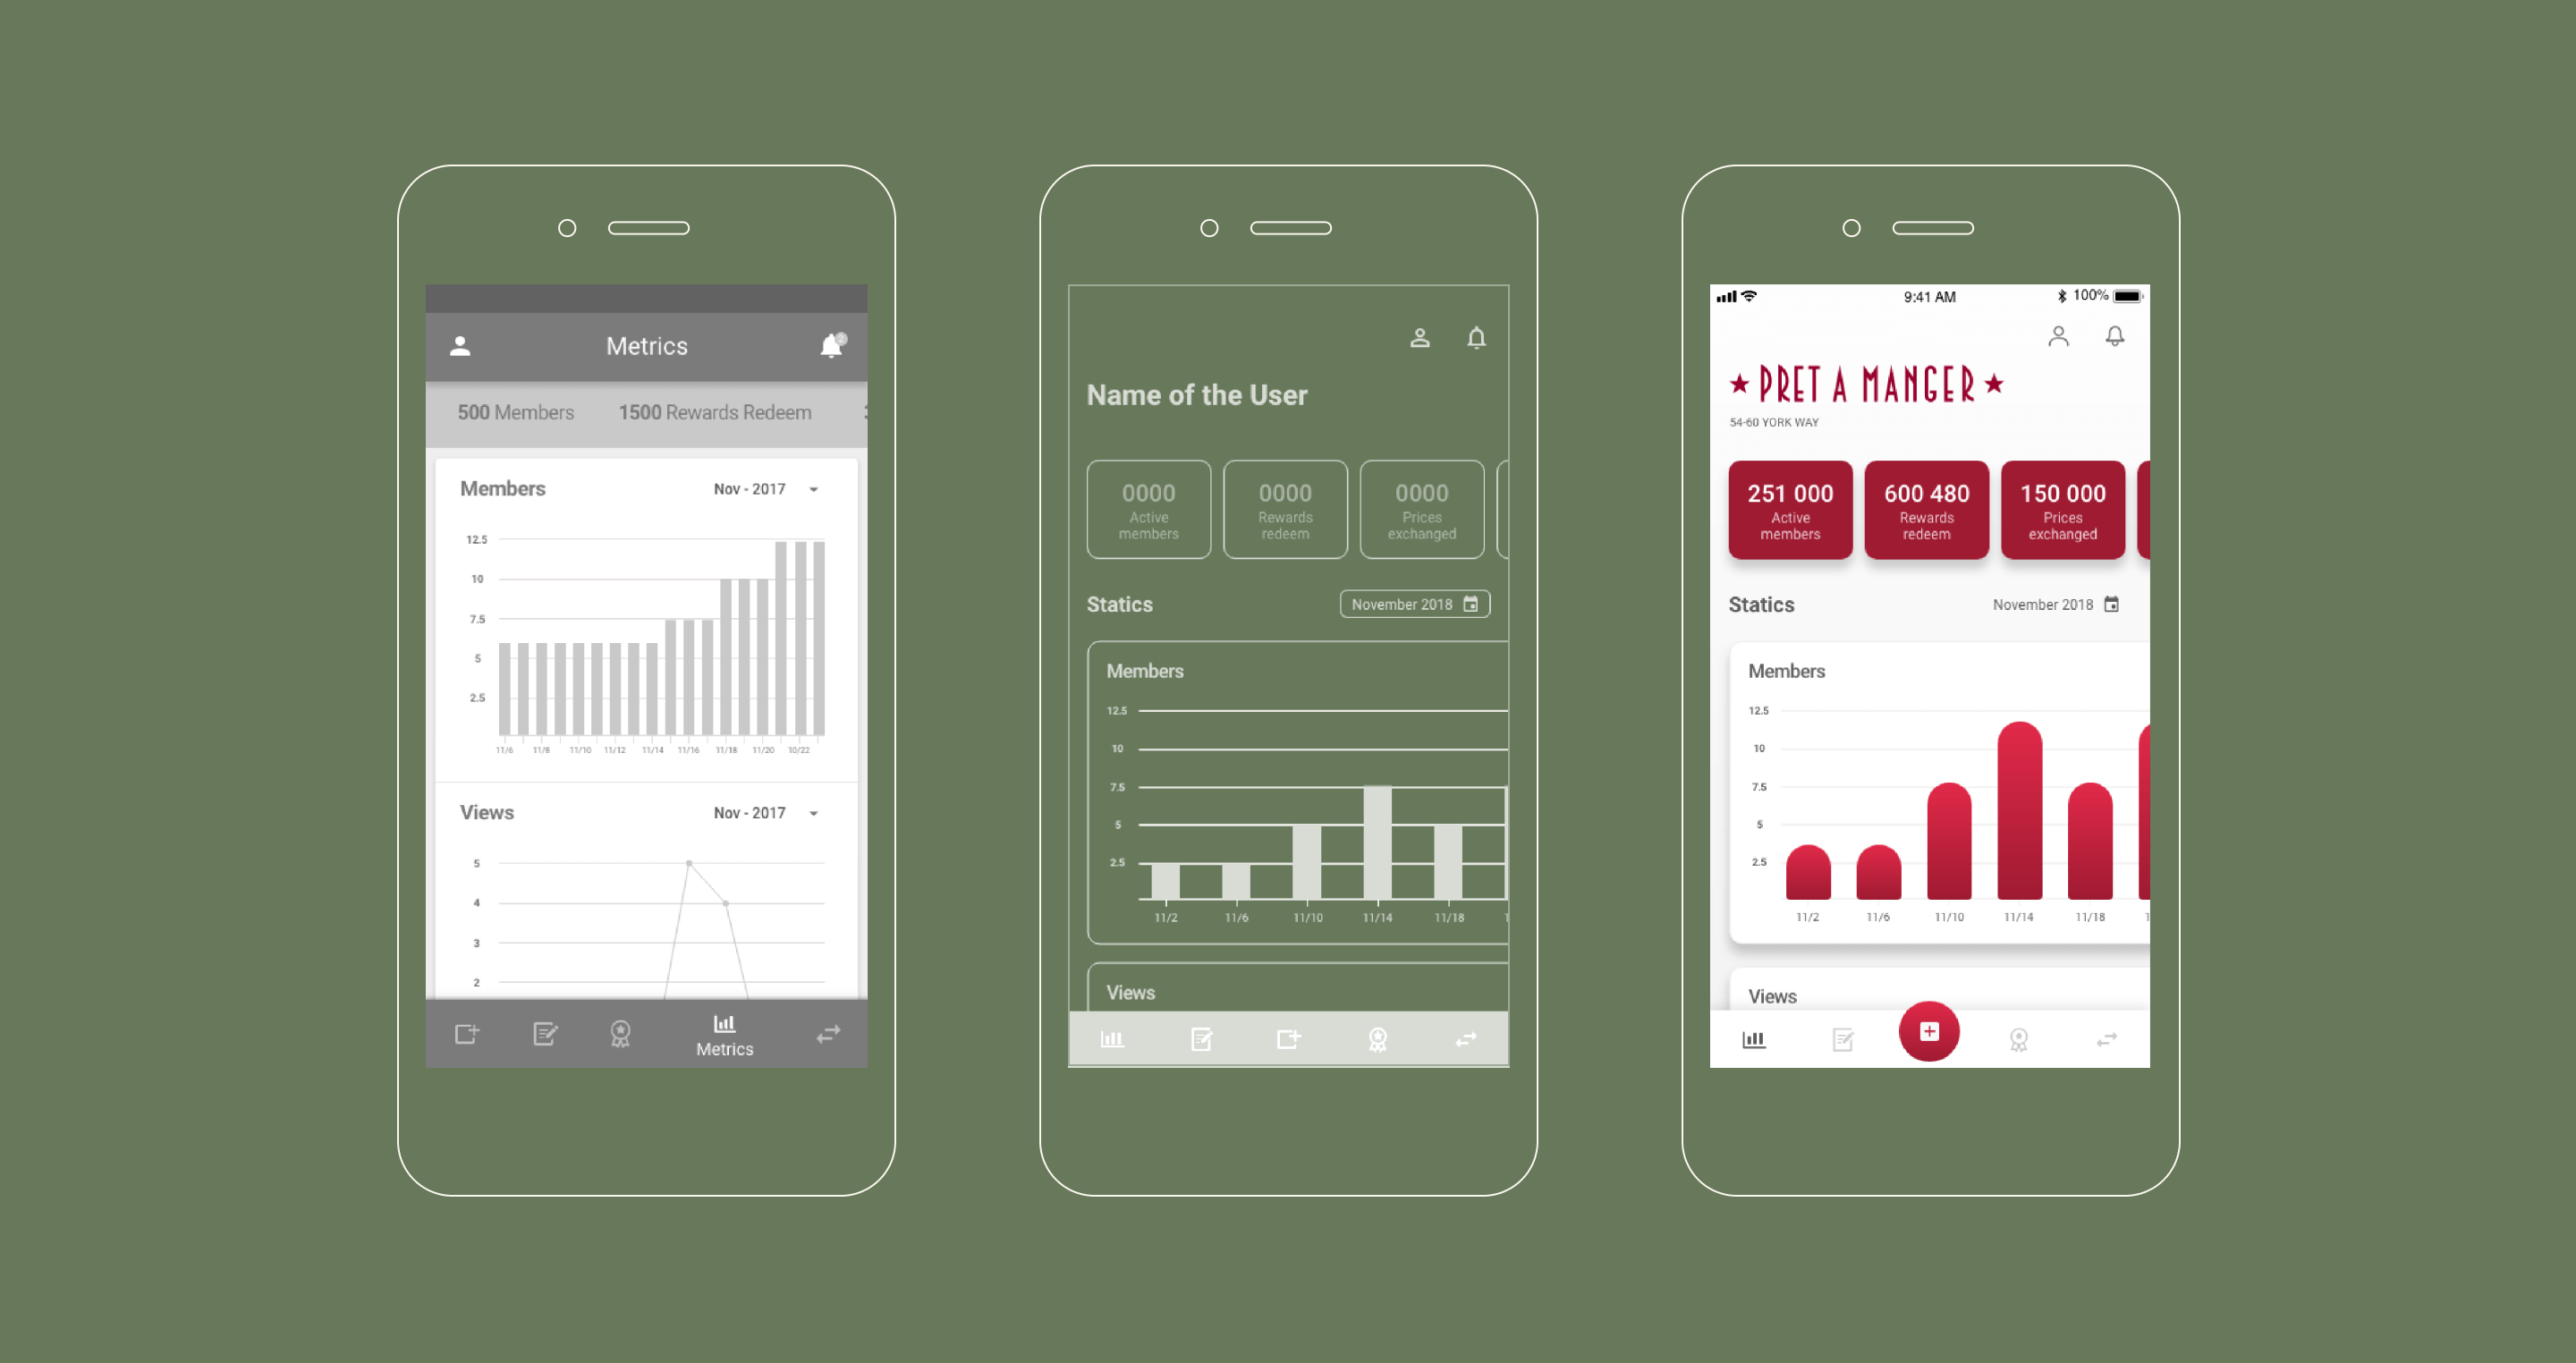 Metrics
2
500 Members 1500 Rewards Redeem
Members Nov - 2017
12.5
10
7.5
5
2.5
11/6 11/8 11/10 11/12 11/14 11/16 11/18 11/20 10/22
Views Nov - 2017
5
4
3
2
Metrics
Name of the User
0000 0000 0000
Active Rewards Prices
members redeem exchanged
Statics November 2018
Members
12.5
10
7.5
5
2.5
11/2 11/6 11/10 11/14 11/18
Views
9:41 AM 100%
PRET A MANGER
54-60 YORK WAY
251 000 600 480 150 000
Active Rewards Prices
members redeem exchanged
Statics November 2018
Members
12.5
10
7.5
5
2.5
11/2 11/6 11/10 11/14 11/18
Views